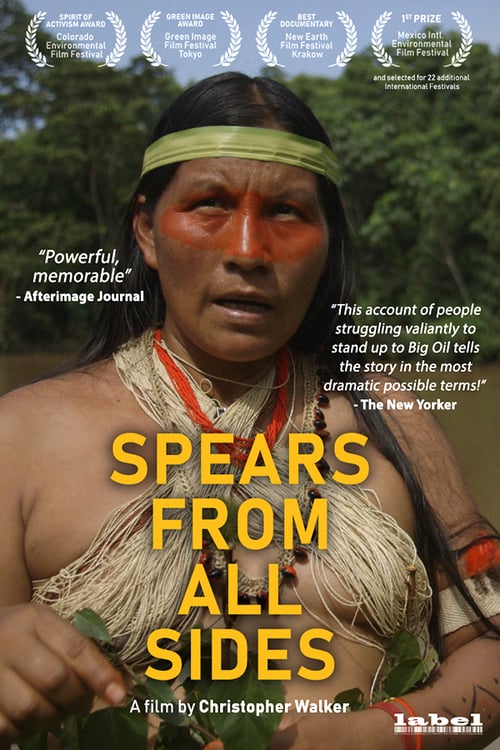 SPIRIT OF
ACTIVISM AWARD
Colorado
Environmental
Film Festival
GREEN IMAGE
AWARD
Green Image
Film Festival
Tokyo
BEST
DOCUMENTARY
New Earth
Film Festival
Krakow
1ST PRIZE
Mexico Intl.
Environmental
Film Festival
and selected for 22 additional
International Festivals
“Powerful,
memorable”
- Afterimage Journal
“This account of people
struggling valiantly to
stand up to Big Oil tells
the story in the most
dramatic possible terms!”
- The New Yorker
SPEARS
FROM
ALL
SIDES
A film by Christopher Walker
label